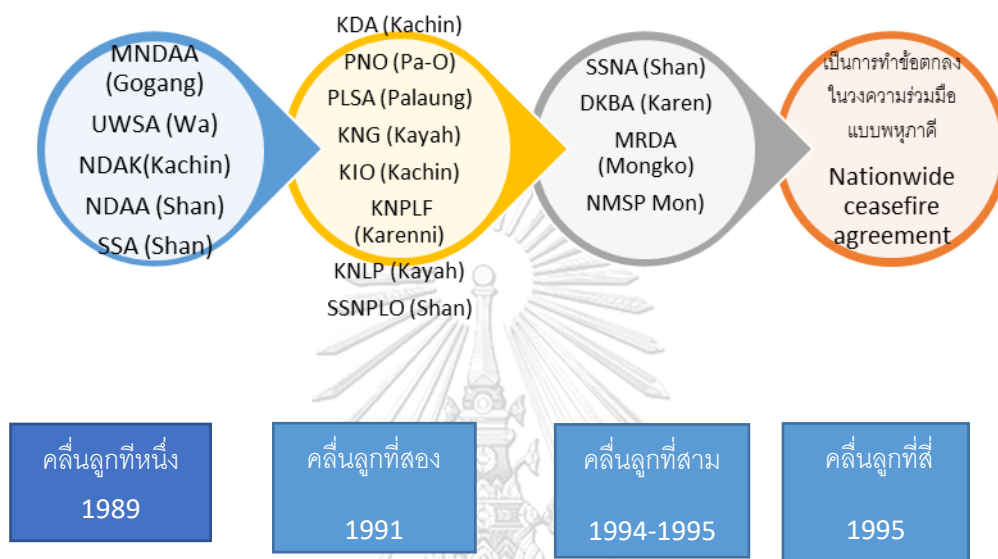 MNDAA
(Gogang)
UWSA (Wa)
NDAK(Kachin)
NDAA (Shan)
SSA (Shan)
KDA (Kachin)
PNO (Pa-O)
PLSA (Palaung)
KNG (Kayah)
KIO (Kachin)
KNPLF
(Karenni)
KNLP (Kayah)
SSNPLO (Shan)
SSNA (Shan)
DKBA (Karen)
MRDA
(Mongko)
NMSP Mon)
เป็นการทำข้อตกลง
ในวงความร่วมมือ
แบบพหุภาคี
Nationwide
ceasefire
agreement
คลื่นลูกที่หนึ่ง
1989
คลื่นลูกที่สอง
1991
คลื่นลูกที่สาม
1994-1995
คลื่นลูกที่สี่
1995